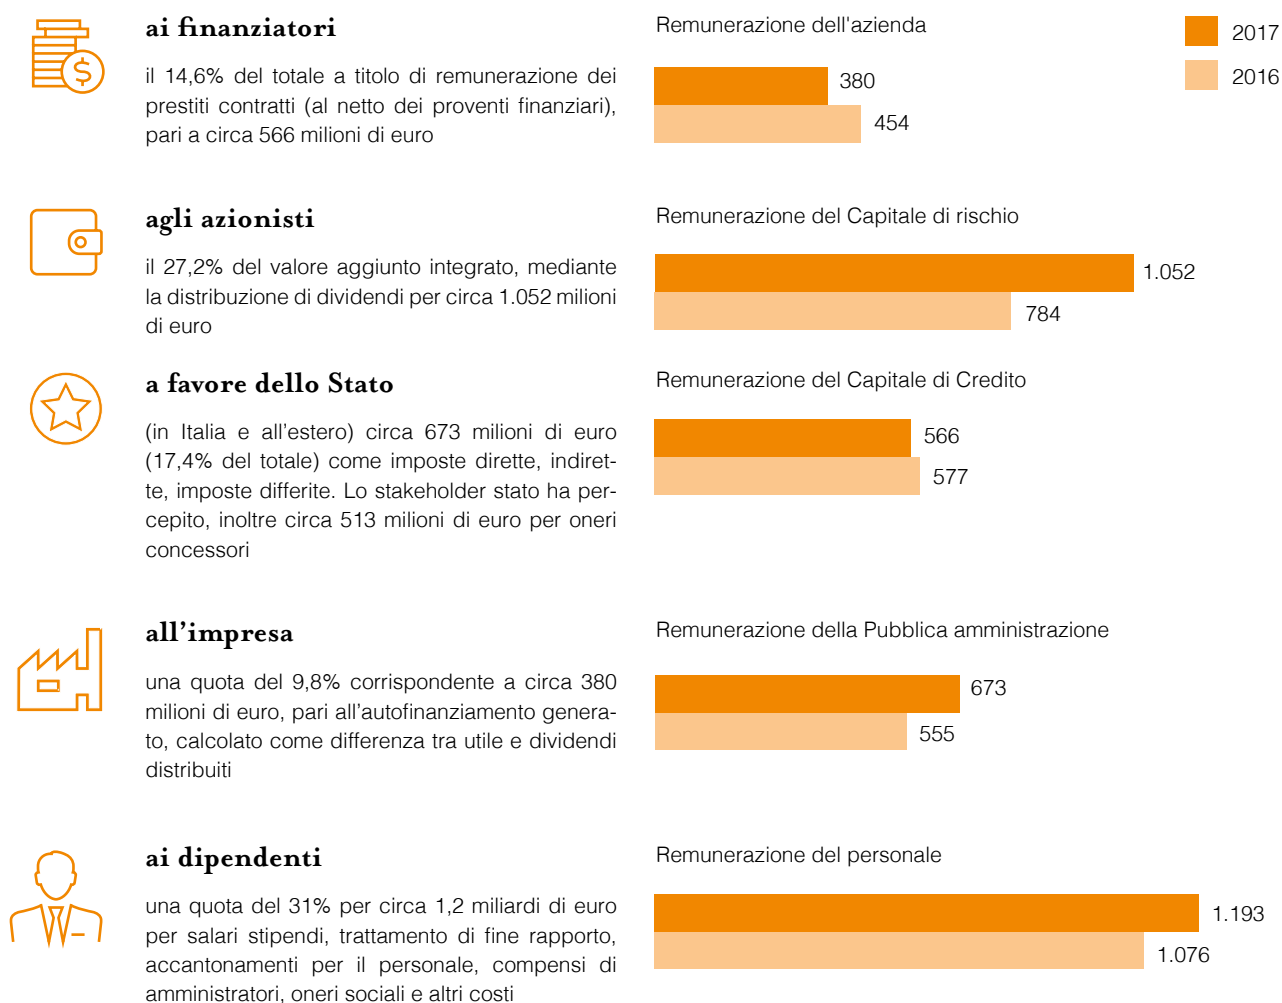 ai finanziatori
il 14,6% del totale a titolo di remunerazione dei
prestiti contratti (al netto dei proventi finanziari),
pari a circa 566 milioni di euro
Remunerazione dell'azienda
380
454
2017
2016
agli azionisti
il 27,2% del valore aggiunto integrato, mediante
la distribuzione di dividendi per circa 1.052 milioni
di euro
Remunerazione del Capitale di rischio
1.052
784
a favore dello Stato
(in Italia e all’estero) circa 673 milioni di euro
(17,4% del totale) come imposte dirette, indiret-
te, imposte differite. Lo stakeholder stato ha per-
cepito, inoltre circa 513 milioni di euro per oneri
concessori
Remunerazione del Capitale di Credito
566
577
all’impresa
una quota del 9,8% corrispondente a circa 380
milioni di euro, pari all’autofinanziamento genera-
to, calcolato come differenza tra utile e dividendi
distribuiti
Remunerazione della Pubblica amministrazione
673
555
ai dipendenti
una quota del 31% per circa 1,2 miliardi di euro
per salari stipendi, trattamento di fine rapporto,
accantonamenti per il personale, compensi di
amministratori, oneri sociali e altri costi
Remunerazione del personale
1.193
1.076